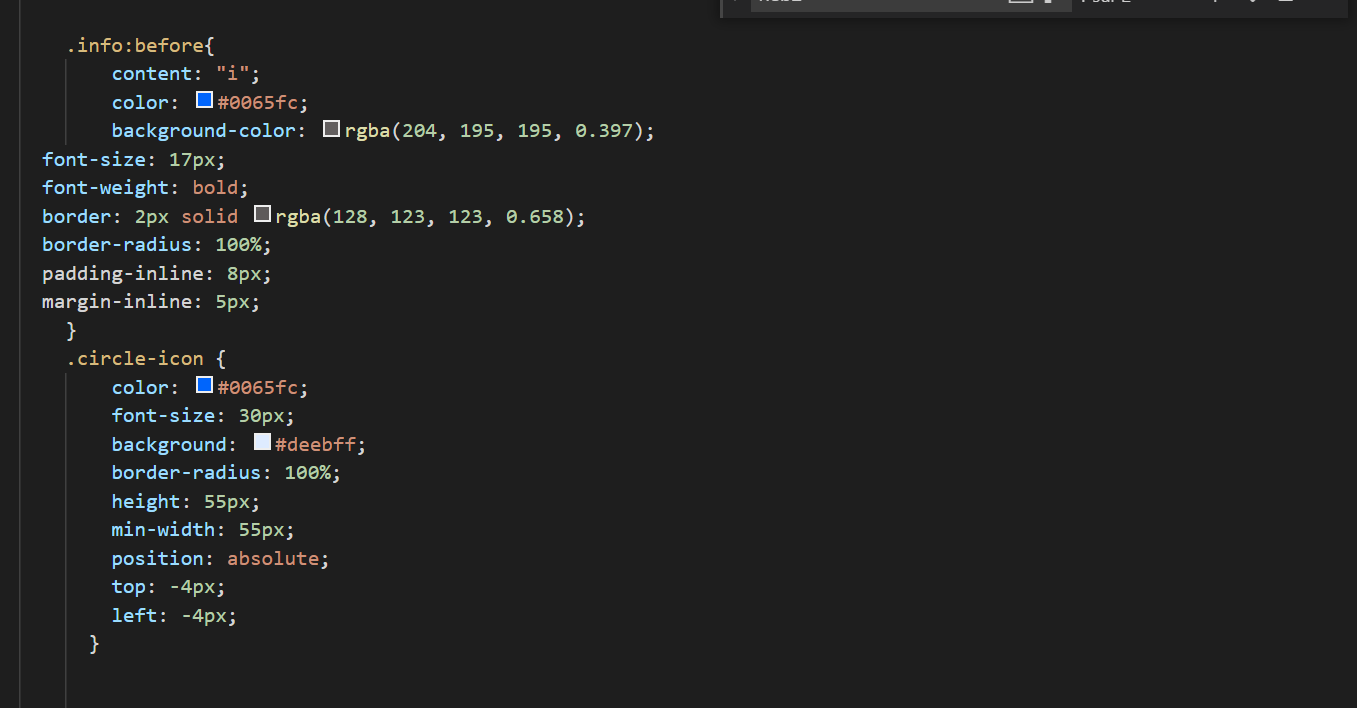 .info:before{
content: "i";
color: #0065fc;
background-color: rgba(204, 195, 195, 0.397);
font-size: 17px;
font-weight: bold;
border: 2px solid rgba(128, 123, 123, 0.658);
border-radius: 100%;
padding-inline: 8px;
margin-inline: 5px;
}
.circle-icon {
color: #0065fc;
font-size: 30px;
background: #deebff;
border-radius: 100%;
height: 55px;
min-width: 55px;
position: absolute;
top: -4px;
left: -4px;
}